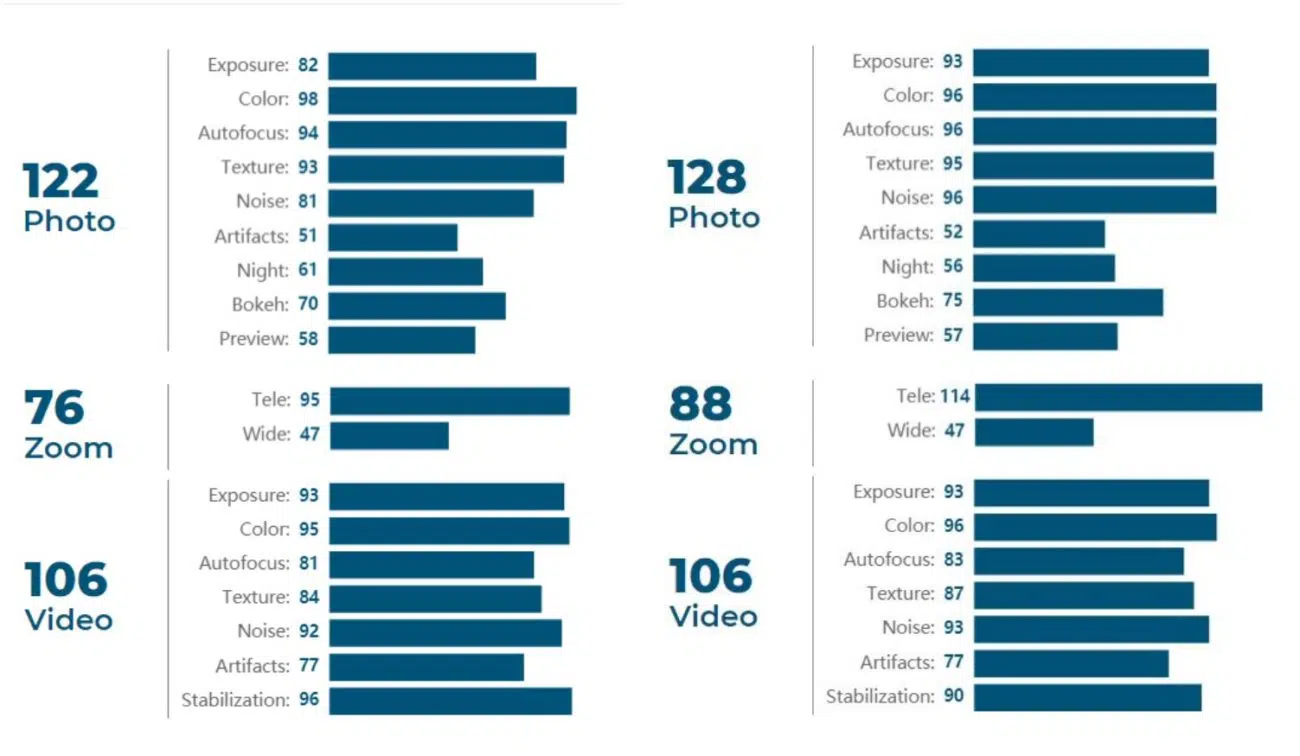 122
Photo
Exposure: 82
Color: 98
Autofocus: 94
Texture: 93
Noise: 81
Artifacts: 51
Night: 61
Bokeh: 70
Preview: 58
76
Zoom
Tele: 95
Wide: 47
106
Video
Exposure: 93
Color: 95
Autofocus: 81
Texture: 84
Noise: 92
Artifacts: 77
Stabilization: 96
128
Photo
Exposure: 93
Color: 96
Autofocus: 96
Texture: 95
Noise: 96
Artifacts: 52
Night: 56
Bokeh: 75
Preview: 57
88
Zoom
Tele: 114
Wide: 47
106
Video
Exposure: 93
Color: 96
Autofocus: 83
Texture: 87
Noise: 93
Artifacts: 77
Stabilization: 90